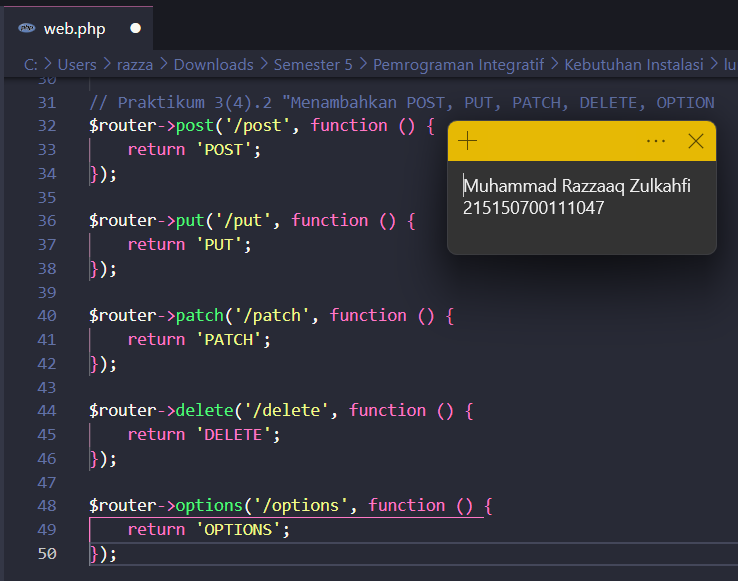 web.php
C: > Users > razza > Downloads > Semester 5 > Pemrograman Integratif > Kebutuhan Instalasi > lu
30
31 // Praktikum 3(4).2 "Menambahkan POST, PUT, PATCH, DELETE, OPTION
32 $router->post('/post', function () {
33     return 'POST';
34 });
35
36 $router->put('/put', function () {
37     return 'PUT';
38 });
39
40 $router->patch('/patch', function () {
41     return 'PATCH';
42 });
43
44 $router->delete('/delete', function () {
45     return 'DELETE';
46 });
47
48 $router->options('/options', function () {
49     return 'OPTIONS';
50 });
Muhammad Razzaaq Zulkahfi
215150700111047